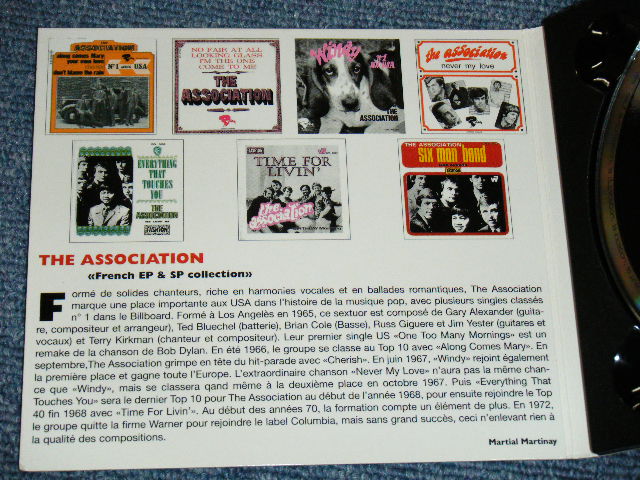 THE ASSOCIATION
along comes Mary
your own love
don't blame the rain
Nº1 aux USA
NO FAIR AT ALL
LOOKING GLASS
I'M THE ONE
COME TO ME
THE
ASSOCIATION
Windy
THE
ASSOCIATION
the association
never my love
EVERYTHING
THAT
TOUCHES
YOU
THE
ASSOCIATION
TIME FOR
LIVIN'
the
association
THE ASSOCIATION
six man band
THE ASSOCIATION
«French EP & SP collection»
Formé de solides chanteurs, riche en harmonies vocales et en ballades romantiques, The Association
marque une place importante aux USA dans l'histoire de la musique pop, avec plusieurs singles classés
n° 1 dans le Billboard. Formé à Los Angelès en 1965, ce sextuor est composé de Gary Alexander (guita-
re, compositeur et arrangeur), Ted Bluechel (batterie), Brian Cole (Basse), Russ Giguere et Jim Yester (guitares et
vocaux) et Terry Kirkman (chanteur et compositeur). Leur premier single US «One Too Many Mornings» est un
remake de la chanson de Bob Dylan. En été 1966, le groupe se classe au Top 10 avec «Along Comes Mary». En
septembre,The Association grimpe en tête du hit-parade avec «Cherish». En juin 1967, «Windy» rejoint également
la première place et gagne toute l'Europe. L'extraordinaire chanson «Never My Love» n'aura pas la même chan-
ce que «Windy», mais se classera qand même à la deuxième place en octobre 1967. Puis «Everything That
Touches You» sera le dernier Top 10 pour The Association au début de l'année 1968, pour ensuite rejoindre le Top
40 fin 1968 avec «Time For Livin'». Au début des années 70, la formation compte un élément de plus. En 1972,
le groupe quitte la firme Warner pour rejoindre le label Columbia, mais sans grand succès, ceci n'enlevant rien à
la qualité des compositions.
Martial Martinay